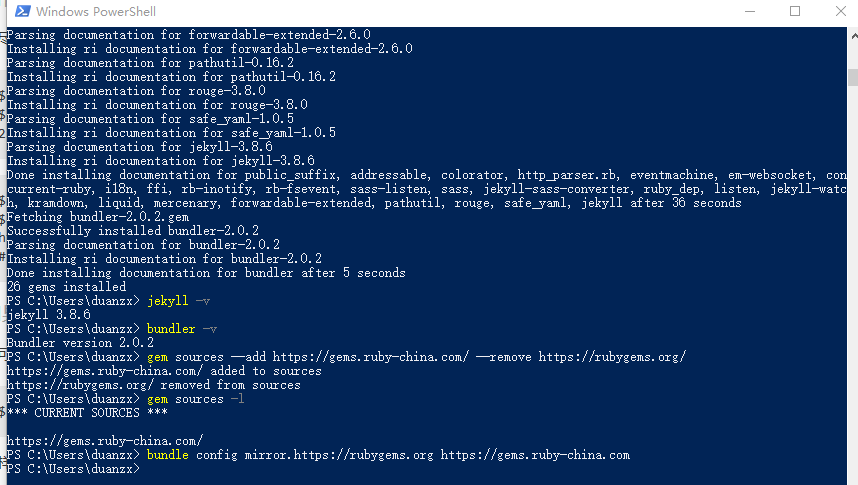 Windows PowerShell
Parsing documentation for forwardable-extended-2.6.0
Installing ri documentation for forwardable-extended-2.6.0
Parsing documentation for pathutil-0.16.2
Installing ri documentation for pathutil-0.16.2
Parsing documentation for rouge-3.8.0
Installing ri documentation for rouge-3.8.0
Parsing documentation for safe_yaml-1.0.5
Installing ri documentation for safe_yaml-1.0.5
Parsing documentation for jekyll-3.8.6
Installing ri documentation for jekyll-3.8.6
Done installing documentation for public_suffix, addressable, colorator, http_parser.rb, eventmachine, em-websocket, con
current-ruby, i18n, ffi, rb-inotify, rb-fsevent, sass-listen, sass, jekyll-sass-converter, ruby_dep, listen, jekyll-watc
h, kramdown, liquid, mercenary, forwardable-extended, pathutil, rouge, safe_yaml, jekyll after 36 seconds
Fetching bundler-2.0.2.gem
Successfully installed bundler-2.0.2
Parsing documentation for bundler-2.0.2
Installing ri documentation for bundler-2.0.2
Done installing documentation for bundler after 5 seconds
26 gems installed
PS C:\Users\duanzx> jekyll -v
jekyll 3.8.6
PS C:\Users\duanzx> bundler -v
Bundler version 2.0.2
PS C:\Users\duanzx> gem sources --add https://gems.ruby-china.com/ --remove https://rubygems.org/
https://gems.ruby-china.com/ added to sources
https://rubygems.org/ removed from sources
PS C:\Users\duanzx> gem sources -l
*** CURRENT SOURCES ***
https://gems.ruby-china.com/
PS C:\Users\duanzx> bundle config mirror.https://rubygems.org https://gems.ruby-china.com
PS C:\Users\duanzx>